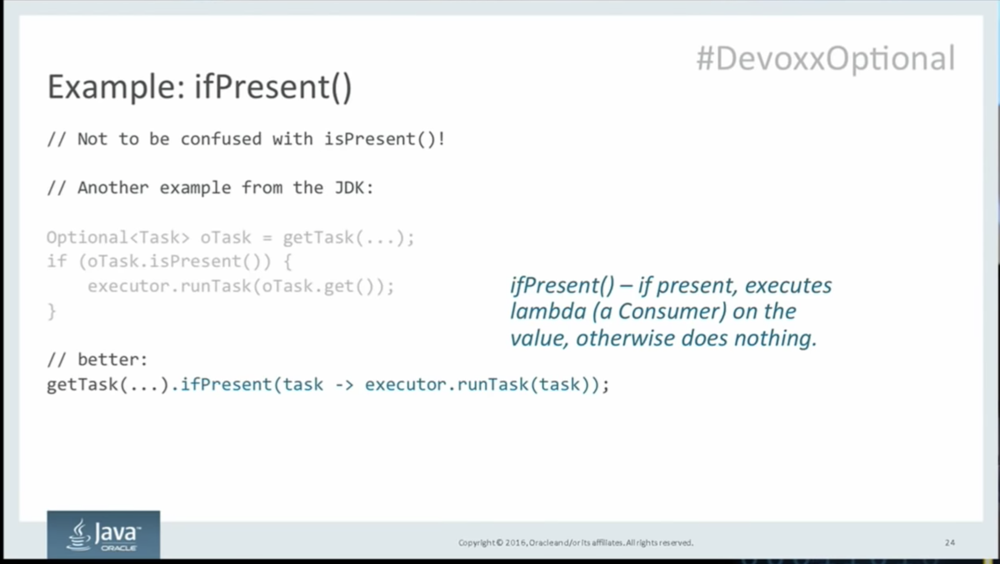 #DevoxxOptional
Example: ifPresent()
// Not to be confused with isPresent()!
// Another example from the JDK:
Optional<Task> oTask = getTask(...);
if (oTask.isPresent()) {
    executor.runTask(oTask.get());
}
ifPresent() – if present, executes
lambda (a Consumer) on the
value, otherwise does nothing.
// better:
getTask(...).ifPresent(task -> executor.runTask(task));
Java™
ORACLE
Copyright © 2016, Oracle and/or its affiliates. All rights reserved.
24